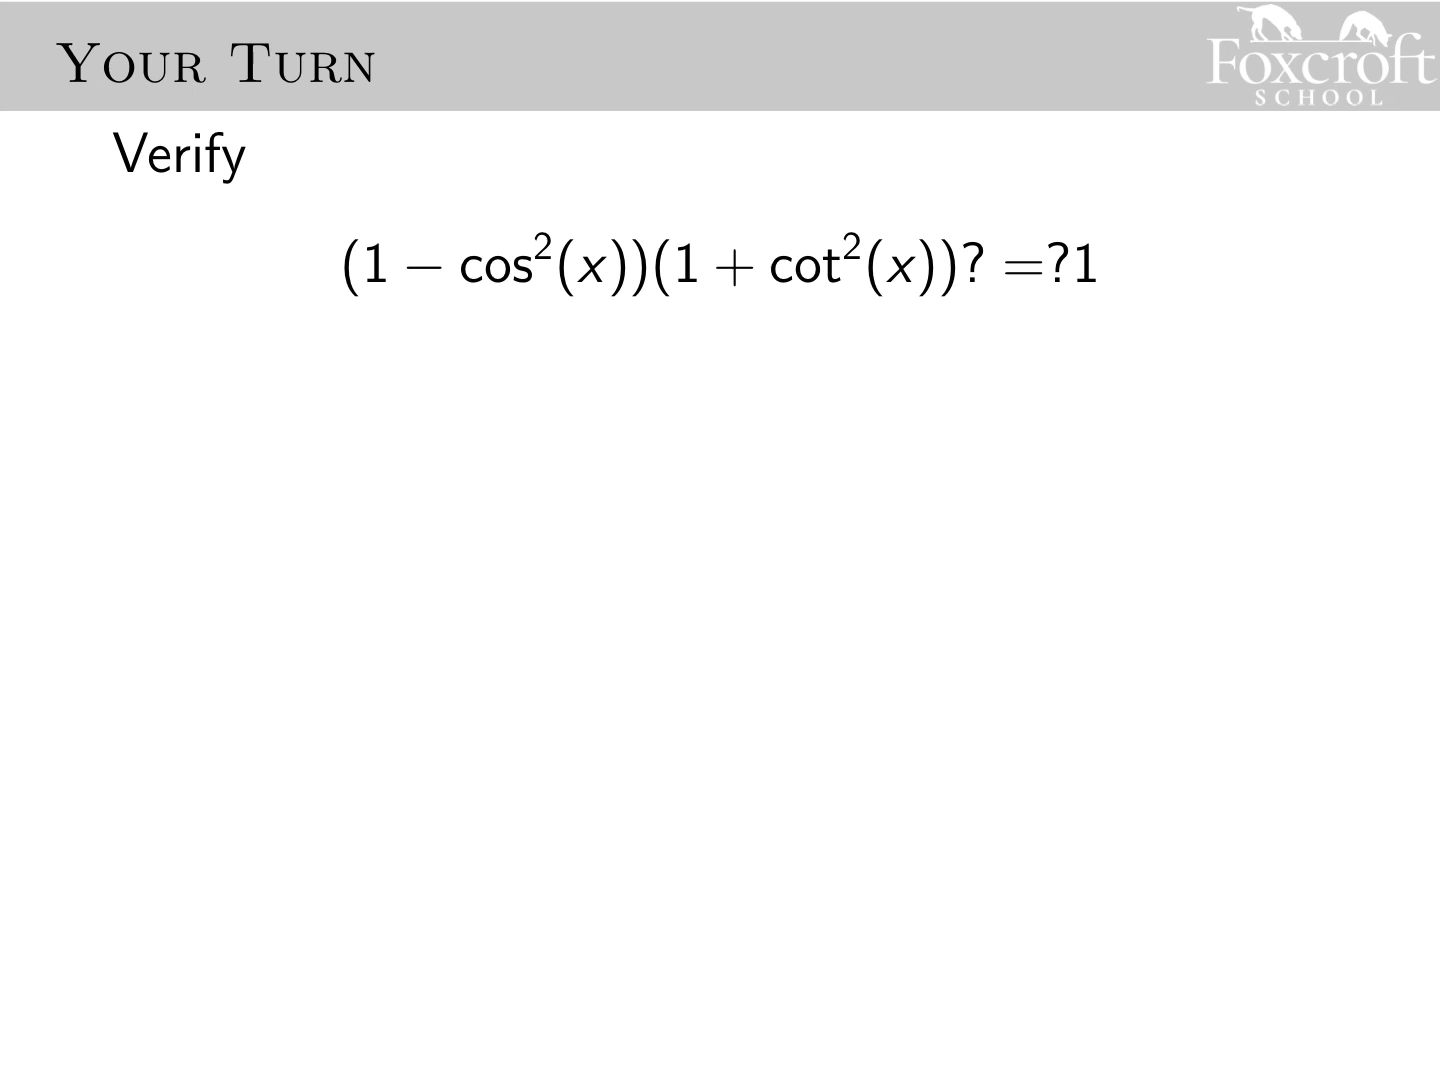 Your Turn
Foxcroft
SCHOOL
Verify
(1 − cos²(x))(1 + cot²(x))? =?1